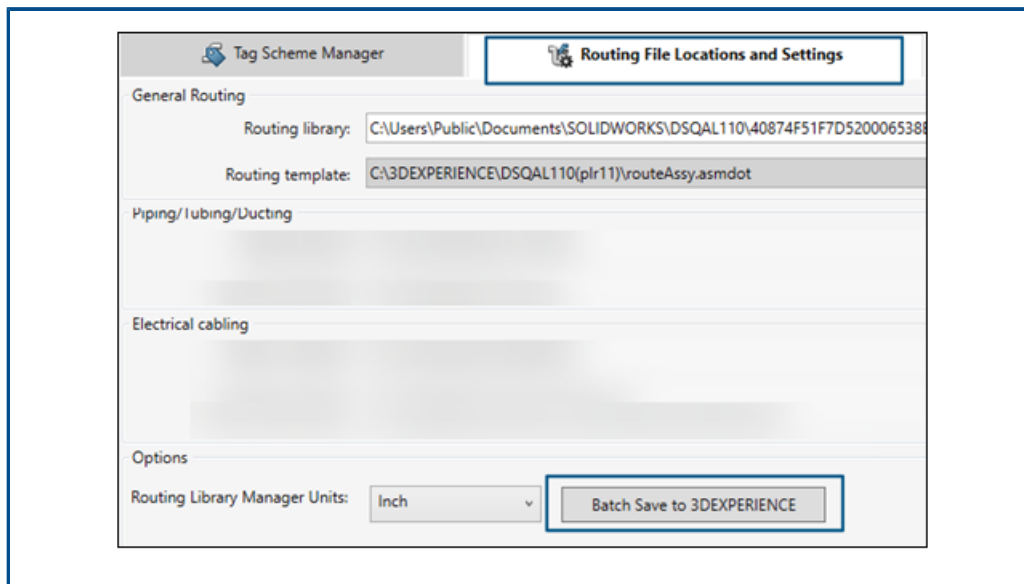 Tag Scheme Manager
Routing File Locations and Settings
General Routing
Routing library: C:\Users\Public\Documents\SOLIDWORKS\DSQAL110\40874F51F7D520006538
Routing template: C:\3DEXPERIENCE\DSQAL110(plr11)\routeAssy.asmdot
Piping/Tubing/Ducting
Electrical cabling
Options
Routing Library Manager Units: Inch
Batch Save to 3DEXPERIENCE